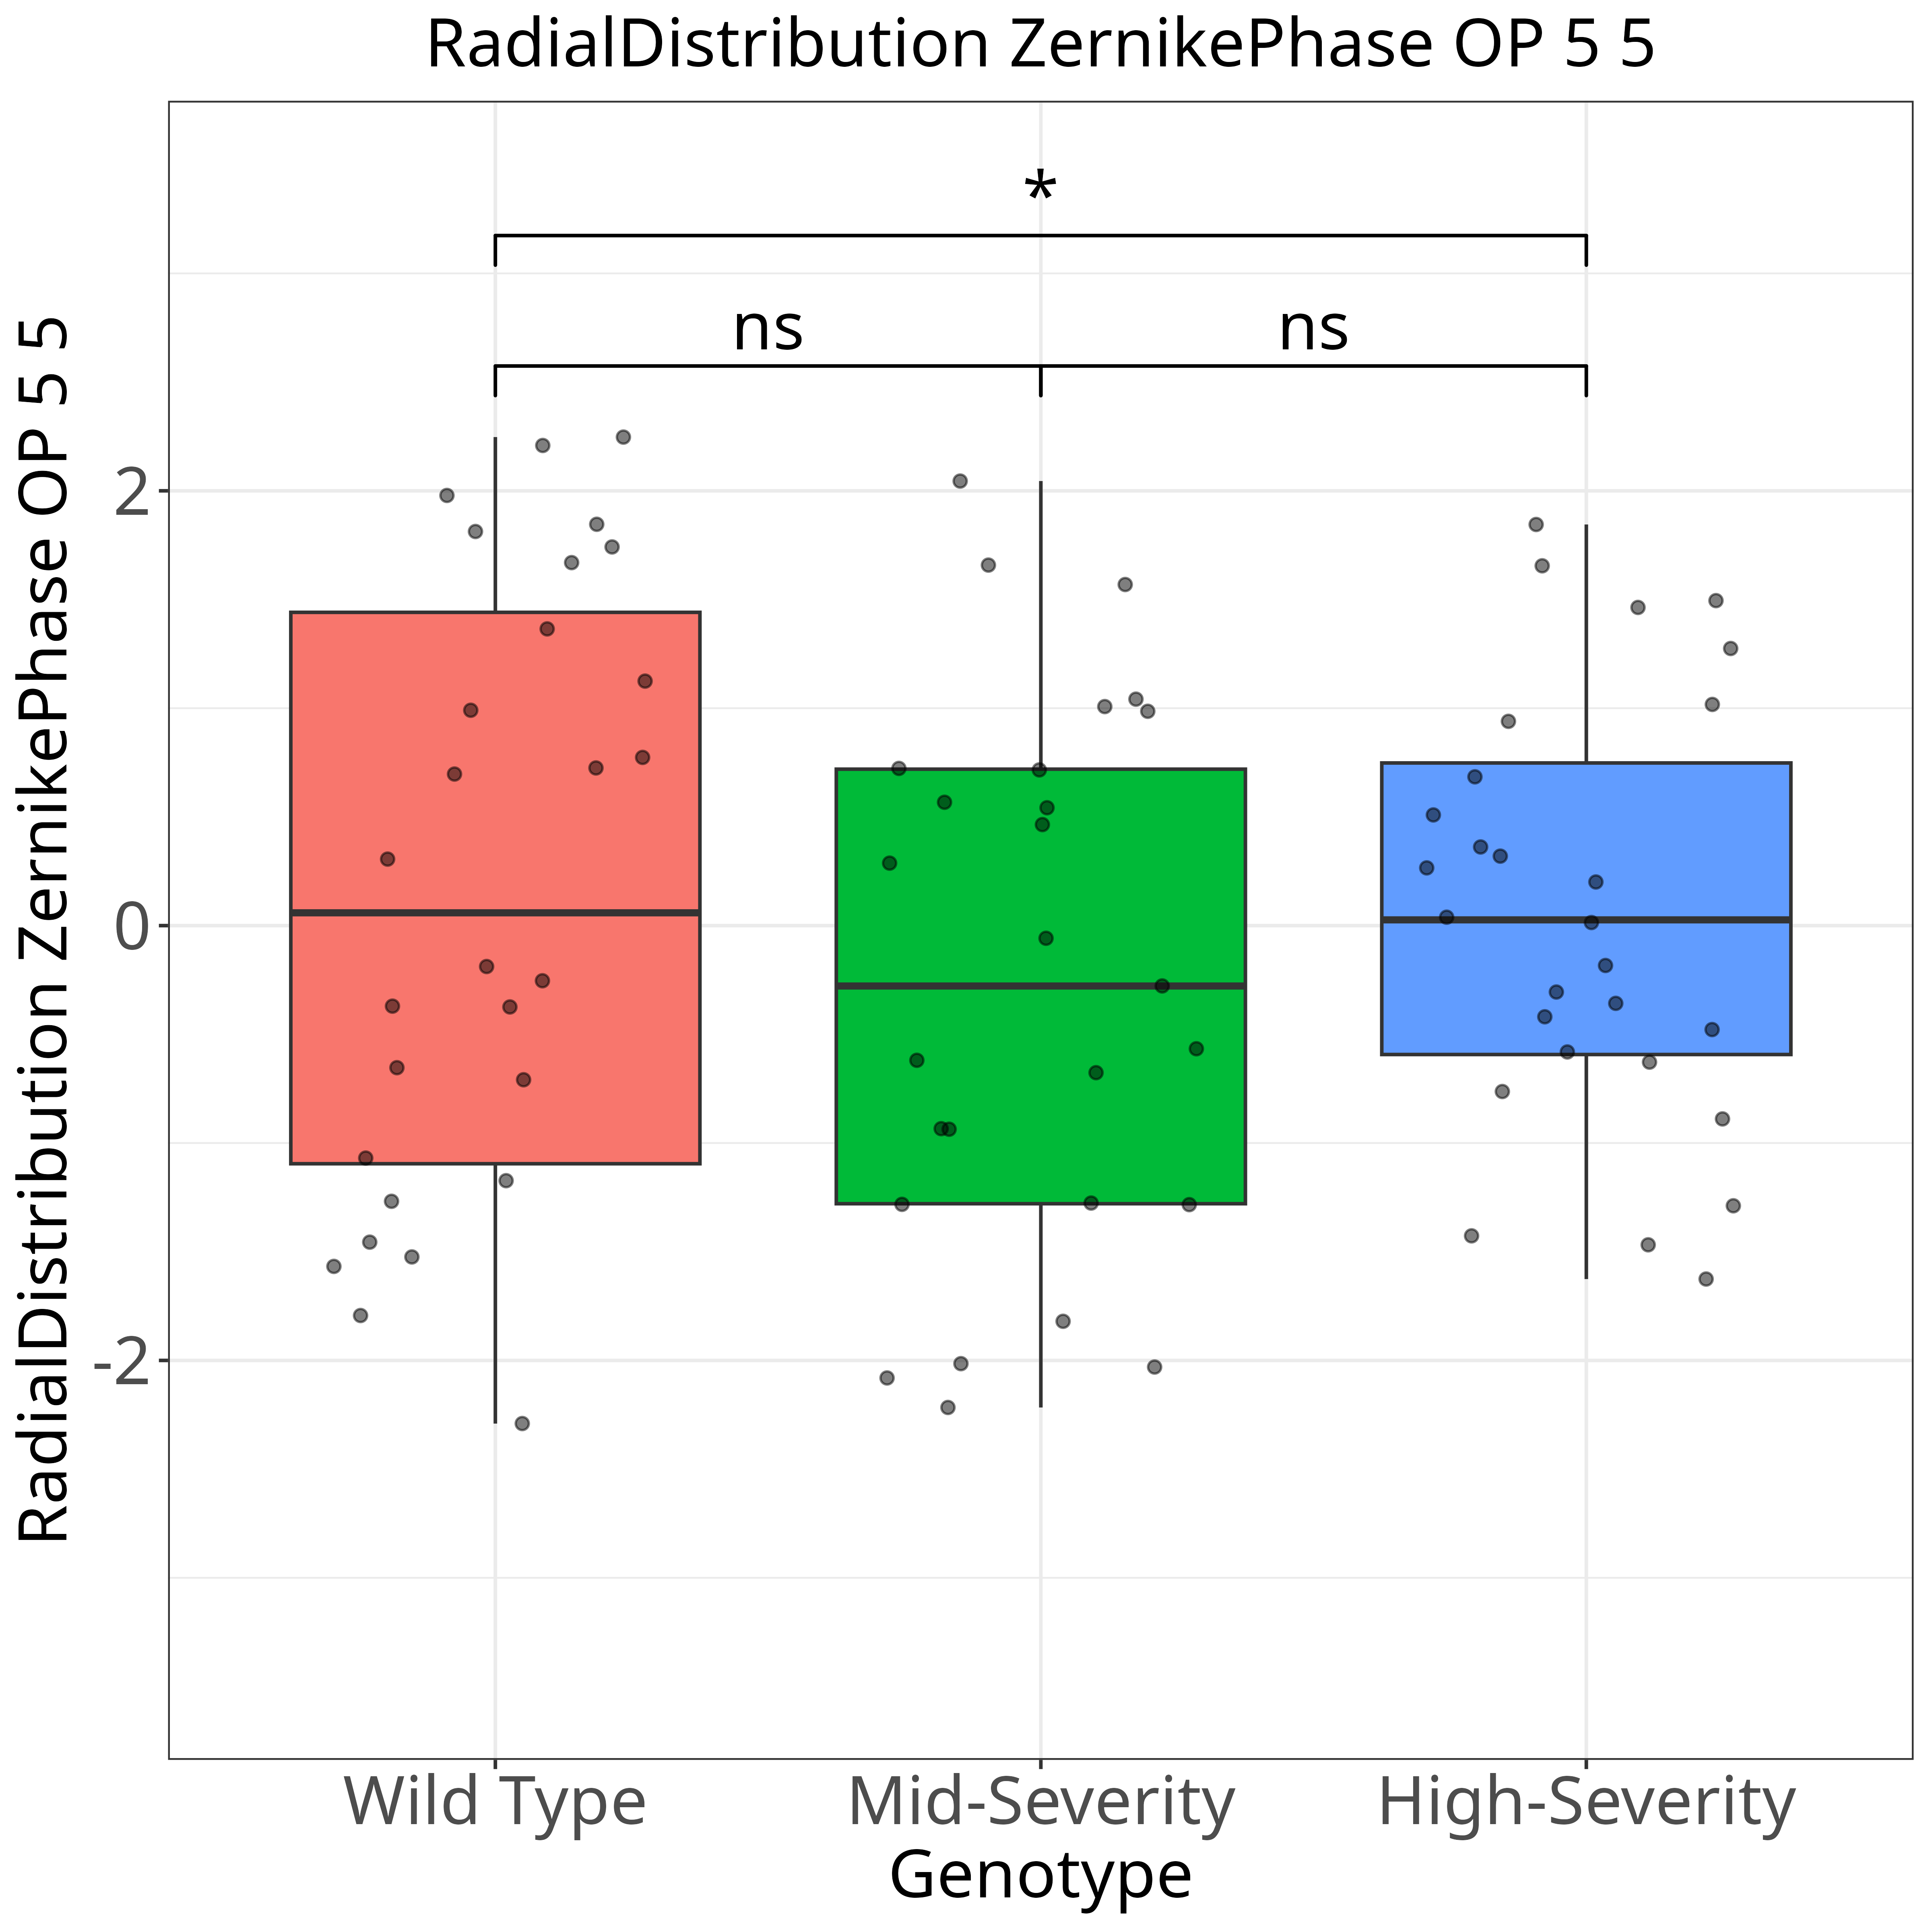 RadialDistribution ZernikePhase OP 5 5
*
ns ns
RadialDistribution ZernikePhase OP 5 5
2
0
-2
Wild Type Mid-Severity High-Severity
Genotype